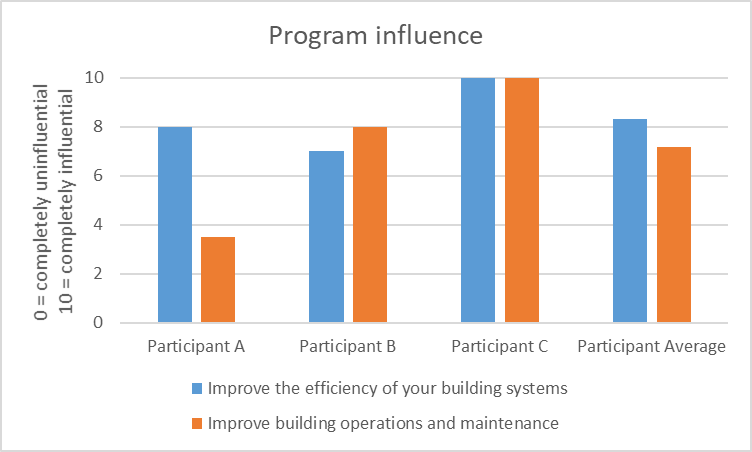 Program influence
0 = completely uninfluential
10 = completely influential
10
8
6
4
2
0
Participant A
Participant B
Participant C
Participant Average
Improve the efficiency of your building systems
Improve building operations and maintenance